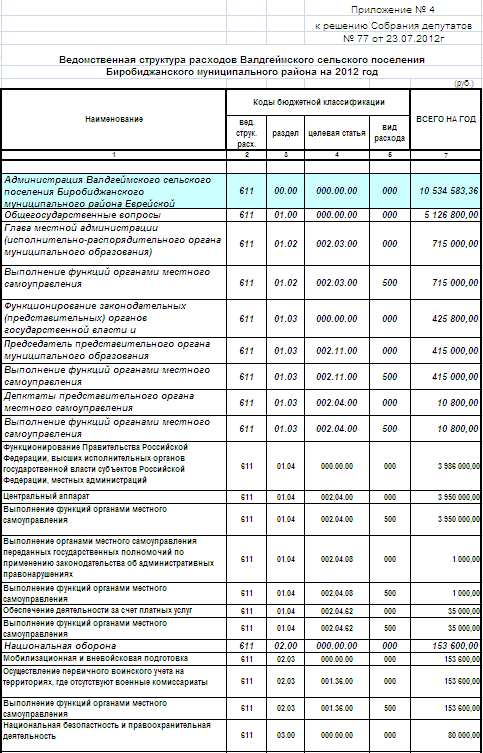 Приложение № 4
к решению Собрания депутатов
№ 77 от 23.07.2012г
Ведомственная структура расходов Валдгеймского сельского поселения
Биробиджанского муниципального района на 2012 год
(руб.)
Наименование Коды бюджетной классификации ВСЕГО НА ГОД
вед. струк. расх. раздел целевая статья вид расхода
1 2 3 4 5 7
Администрация Валдгеймского сельского
поселения Биробиджанского 611 00.00 000.00.00 000 10 534 583,36
муниципального района Еврейской
Общегосударственные вопросы 611 01.00 000.00.00 000 5 126 800,00
Глава местной администрации
(исполнительно-распорядительного органа 611 01.02 002.03.00 000 715 000,00
муниципального образования)
Выполнение функций органами местного
самоуправления 611 01.02 002.03.00 500 715 000,00
Функционирование законодательных
(представительных) органов 611 01.03 000.00.00 000 425 800,00
государственной власти и
Председатель представительного органа
муниципального образования 611 01.03 002.11.00 000 415 000,00
Выполнение функций органами местного
самоуправления 611 01.03 002.11.00 500 415 000,00
Депктаты представительного органа
местного самоуправления 611 01.03 002.04.00 000 10 800,00
Выполнение функций органами местного
самоуправления 611 01.03 002.04.00 500 10 800,00
Функционирование Правительства Российской
Федерации, высших исполнительных органов
государственной власти субъектов Российской 611 01.04 000.00.00 000 3 986 000,00
Федерации, местных администраций
Центральный аппарат 611 01.04 002.04.00 000 3 950 000,00
Выполнение функций органами местного
самоуправления 611 01.04 002.04.00 500 3 950 000,00
Выполнение органами местного самоуправления
переданных государственных полномочий по
применению законодательства об административных 611 01.04 002.04.08 000 1 000,00
правонарушениях
Выполнение функций органами местного
самоуправления 611 01.04 002.04.08 500 1 000,00
Обеспечение деятельности за счет платных услуг 611 01.04 002.04.62 000 35 000,00
Выполнение функций органами местного
самоуправления 611 01.04 002.04.62 500 35 000,00
Национальная оборона 611 02.00 000.00.00 000 153 600,00
Мобилизационная и вневойсковая подготовка 611 02.03 000.00.00 000 153 600,00
Осуществление первичного воинского учета на
территориях, где отсутствуют военные комиссариаты 611 02.03 001.36.00 000 153 600,00
Выполнение функций органами местного
самоуправления 611 02.03 001.36.00 500 153 600,00
Национальная безопасность и правоохранительная
деятельность 611 03.00 000.00.00 000 80 000,00